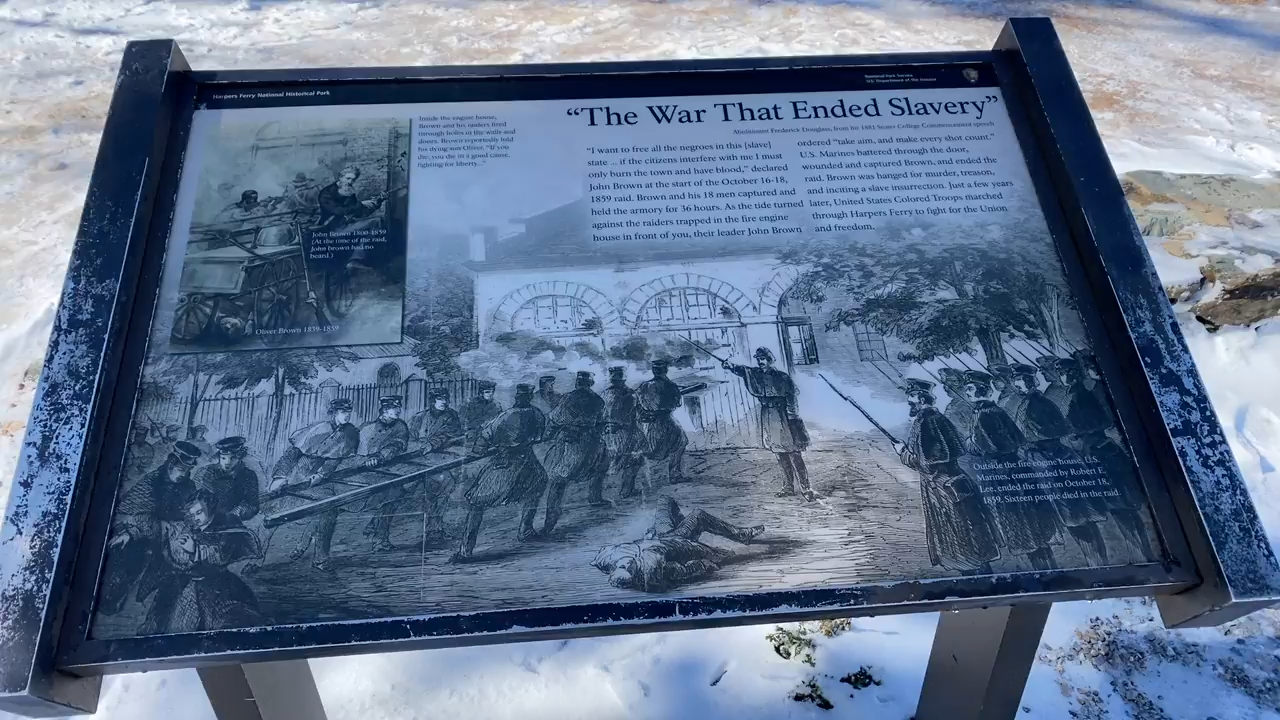 Harpers Ferry National Historical Park
National Park Service
U.S. Department of the Interior
"The War That Ended Slavery"
Abolitionist Frederick Douglass, from his 1881 Storer College Commencement speech
Inside the engine house,
Brown and his raiders fired
through holes in the walls and
doors. Brown reportedly told
his dying son Oliver, "If you
die, you die in a good cause,
fighting for liberty."
"I want to free all the negroes in this [slave]
state ... if the citizens interfere with me I must
only burn the town and have blood," declared
John Brown at the start of the October 16-18,
1859 raid. Brown and his 18 men captured and
held the armory for 36 hours. As the tide turned
against the raiders trapped in the fire engine
house in front of you, their leader John Brown
ordered "take aim, and make every shot count."
U.S. Marines battered through the door,
wounded and captured Brown, and ended the
raid. Brown was hanged for murder, treason,
and inciting a slave insurrection. Just a few years
later, United States Colored Troops marched
through Harpers Ferry to fight for the Union
and freedom.
John Brown 1800-1859
(At the time of the raid,
John brown had no
beard.)
Oliver Brown 1839-1859
Outside the fire engine house, U.S.
Marines, commanded by Robert E.
Lee, ended the raid on October 18,
1859. Sixteen people died in the raid.